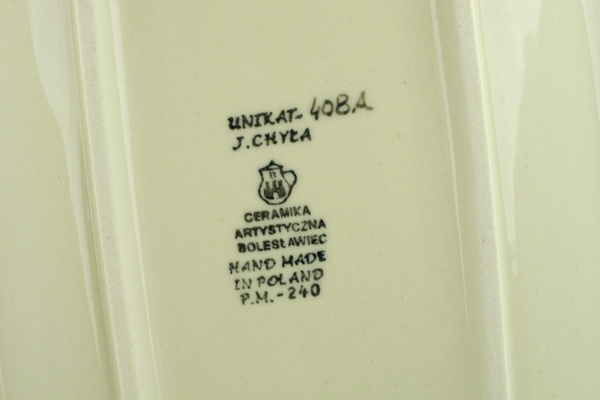 UNIKAT-408A
J.CHYŁA
B
CERAMIKA
ARTYSTYCZNA
BOLESŁAWIEC
HAND MADE
IN POLAND
P.M.-240